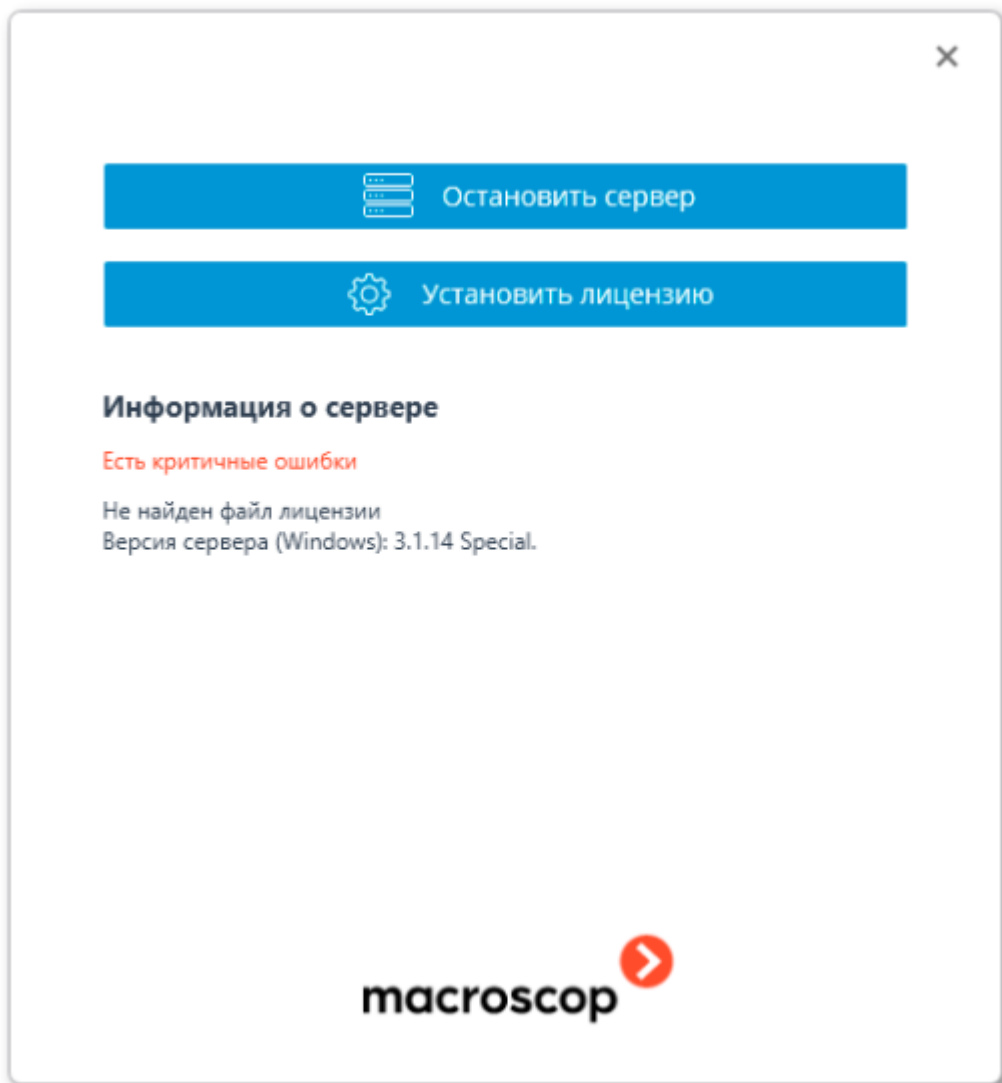 Остановить сервер
Установить лицензию
Информация о сервере
Есть критичные ошибки
Не найден файл лицензии
Версия сервера (Windows): 3.1.14 Special.
macroscop